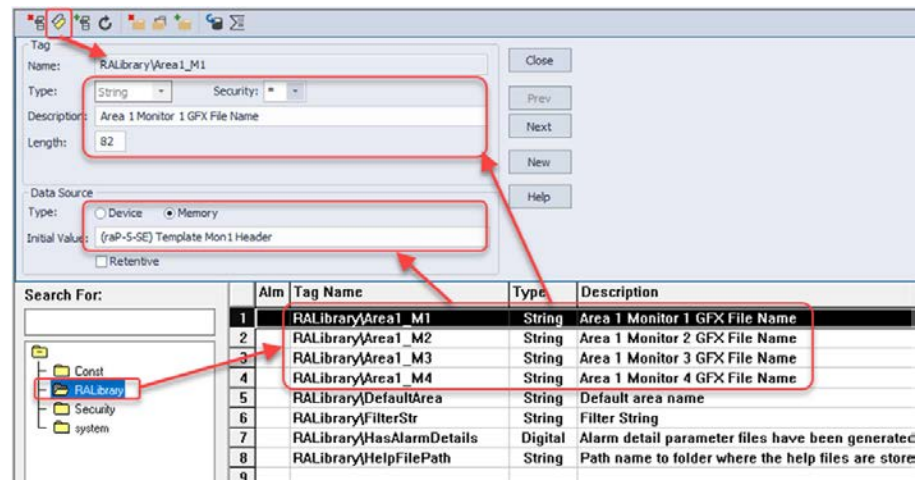 Tag
Name: RALibrary\Area1_M1
Close
Type: String Security: *
Prev
Description: Area 1 Monitor 1 GFX File Name
Next
Length: 82
New
Data Source
Help
Type: Device Memory
Initial Value: (raP-5-SE) Template Mon1 Header
Retentive
Search For:
Alm Tag Name Type Description
1 RALibrary\Area1_M1 String Area 1 Monitor 1 GFX File Name
2 RALibrary\Area1_M2 String Area 1 Monitor 2 GFX File Name
3 RALibrary\Area1_M3 String Area 1 Monitor 3 GFX File Name
4 RALibrary\Area1_M4 String Area 1 Monitor 4 GFX File Name
5 RALibrary\DefaultArea String Default area name
6 RALibrary\FilterStr String Filter String
7 RALibrary\HasAlarmDetails Digital Alarm detail parameter files have been generated
8 RALibrary\HelpFilePath String Path name to folder where the help files are store
9
Const
RALibrary
Security
system